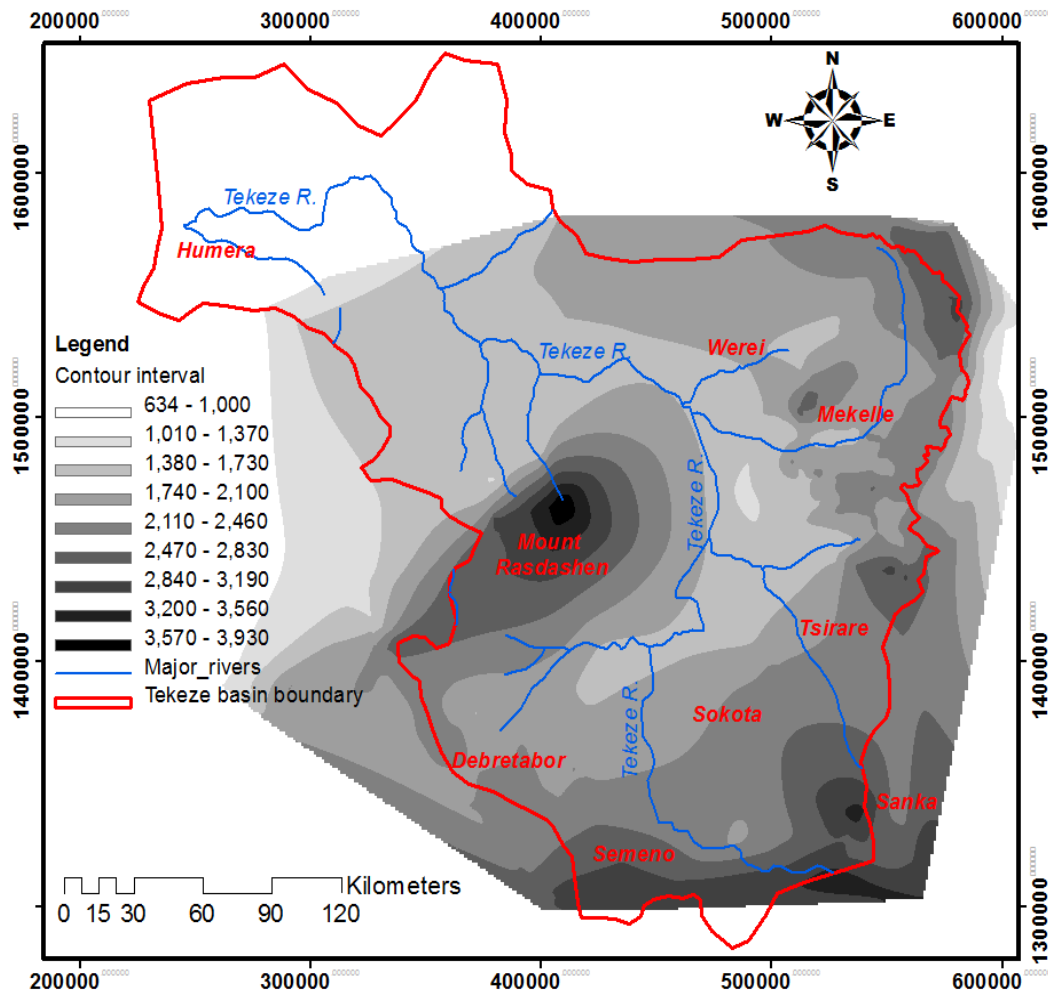 200000 300000 400000 500000 600000
N
W E
S
1600000 1600000
Tekeze R.
Humera
Legend
Contour interval
634 - 1,000
1,010 - 1,370
1,380 - 1,730
1,740 - 2,100
2,110 - 2,460
2,470 - 2,830
2,840 - 3,190
3,200 - 3,560
3,570 - 3,930
Major_rivers
Tekeze basin boundary
Tekeze R
Werei
Mekelle
1500000 1500000
Tekeze R.
Mount
Rasdashen
Tsirare
1400000 1400000
Sokota
Tekeze R.
Debretabor
Sanka
Semeno
Kilometers
0 15 30 60 90 120
1300000
200000 300000 400000 500000 600000